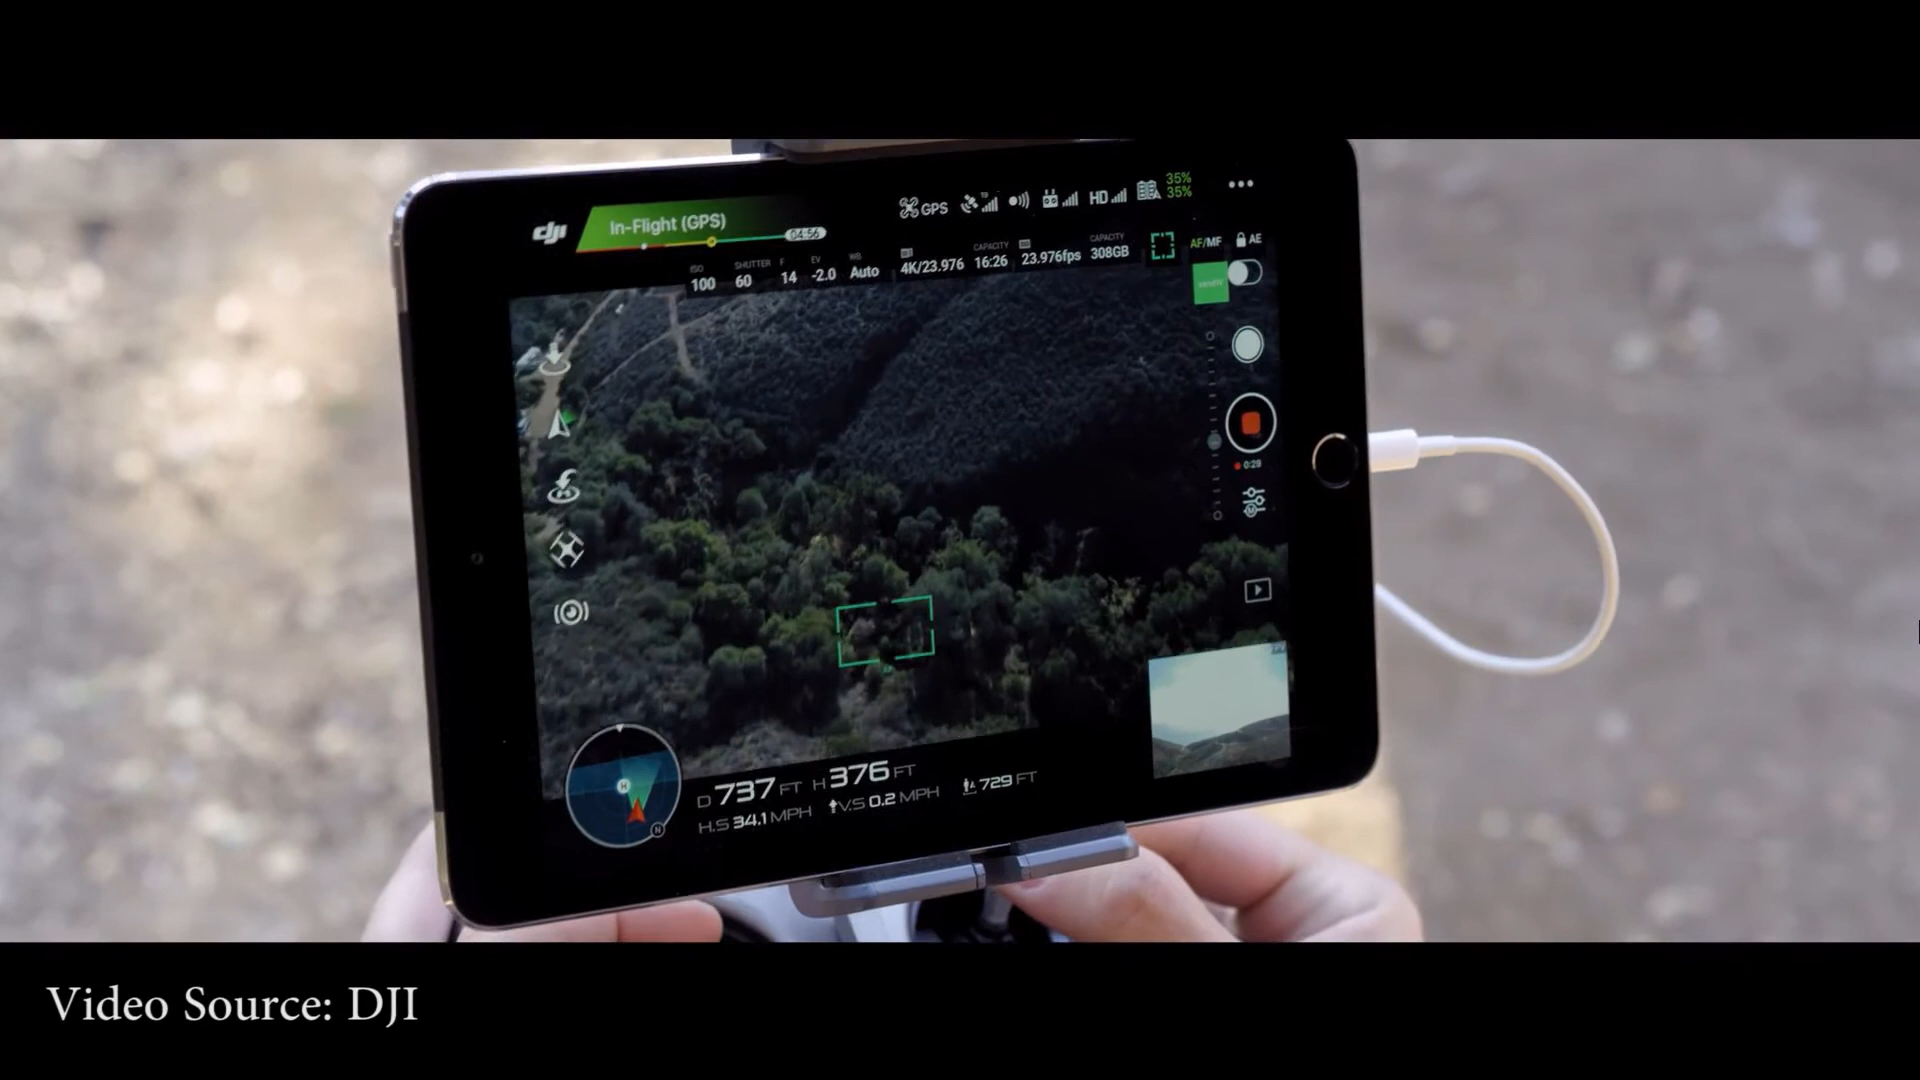 dji
In-Flight (GPS)
04:56
GPS
HD
35%
35%
ISO
100
SHUTTER
60
F
14
EV
-2.0
WB
Auto
4K/23.976
CAPACITY
16:26
23.976fps
CAPACITY
308GB
AF/MF
AE
0:29
M
H
N
D 737 FT H 376 FT
H.S 34.1 MPH V.S 0.2 MPH 729 FT
Video Source: DJI